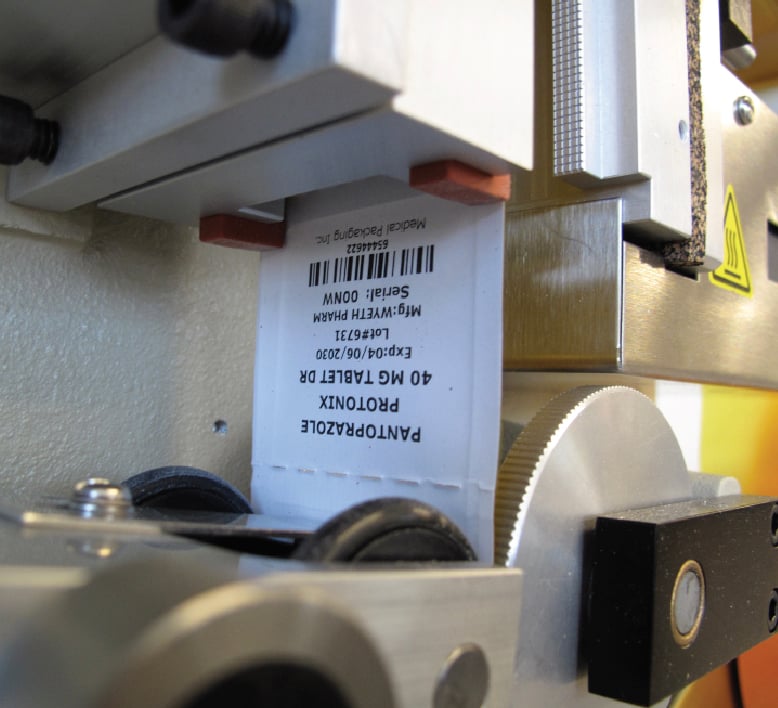 PANTOPRAZOLE
PROTONIX
40 MG TABLET DR
Exp:04/06/2030
Lot#6731
Mfg:WYETH PHARM
Serial: 00NW
65444622
Medical Packaging Inc.